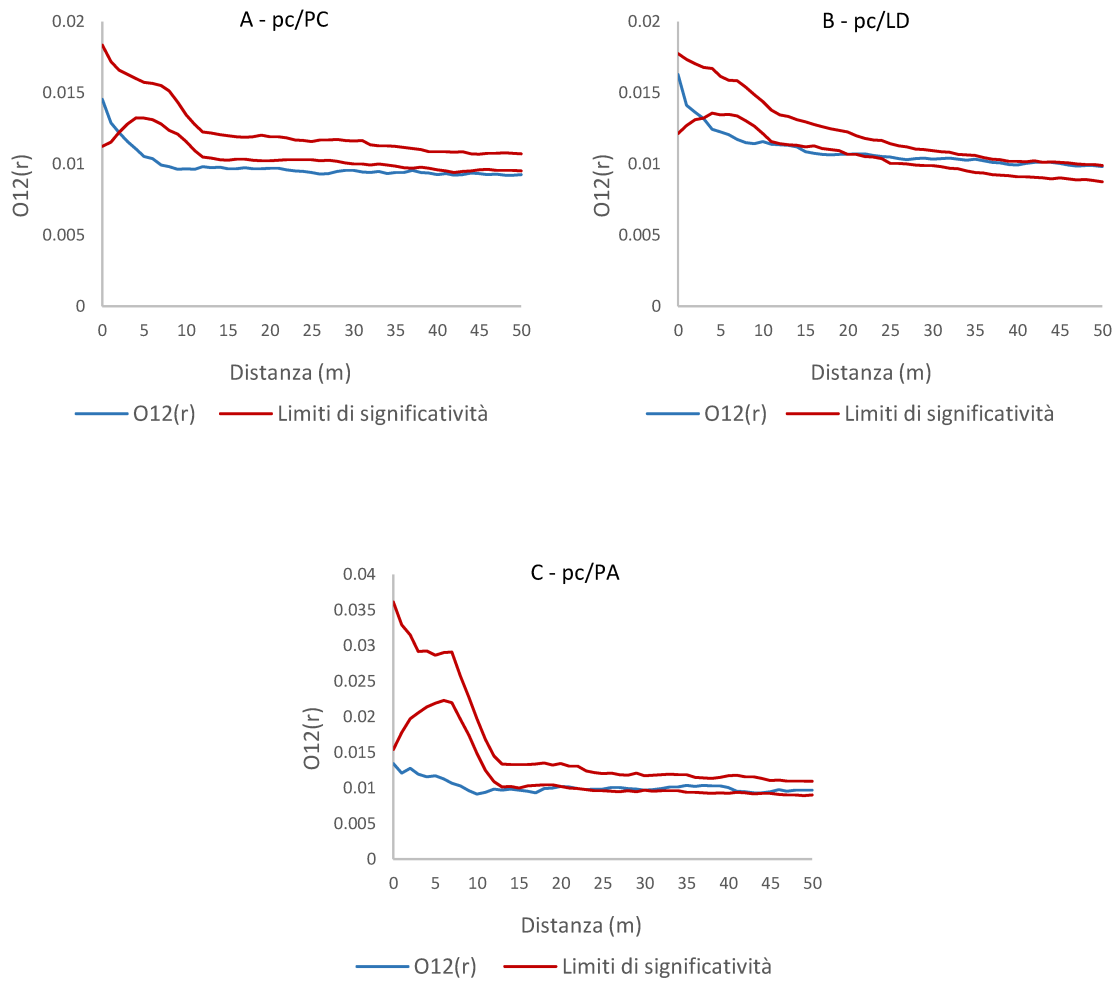 A - pc/PC
0.02
0.015
0.01
0.005
0
O12(r)
0 5 10 15 20 25 30 35 40 45 50
Distanza (m)
O12(r) Limiti di significatività
B - pc/LD
0.02
0.015
0.01
0.005
0
O12(r)
0 5 10 15 20 25 30 35 40 45 50
Distanza (m)
O12(r) Limiti di significatività
C - pc/PA
0.04
0.035
0.03
0.025
0.02
0.015
0.01
0.005
0
O12(r)
0 5 10 15 20 25 30 35 40 45 50
Distanza (m)
O12(r) Limiti di significatività